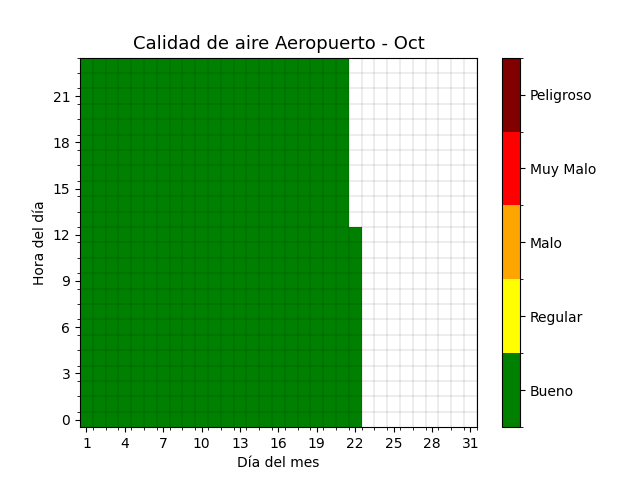 Calidad de aire Aeropuerto - Oct
Hora del día
21
18
15
12
9
6
3
0
1 4 7 10 13 16 19 22 25 28 31
Día del mes
Peligroso
Muy Malo
Malo
Regular
Bueno